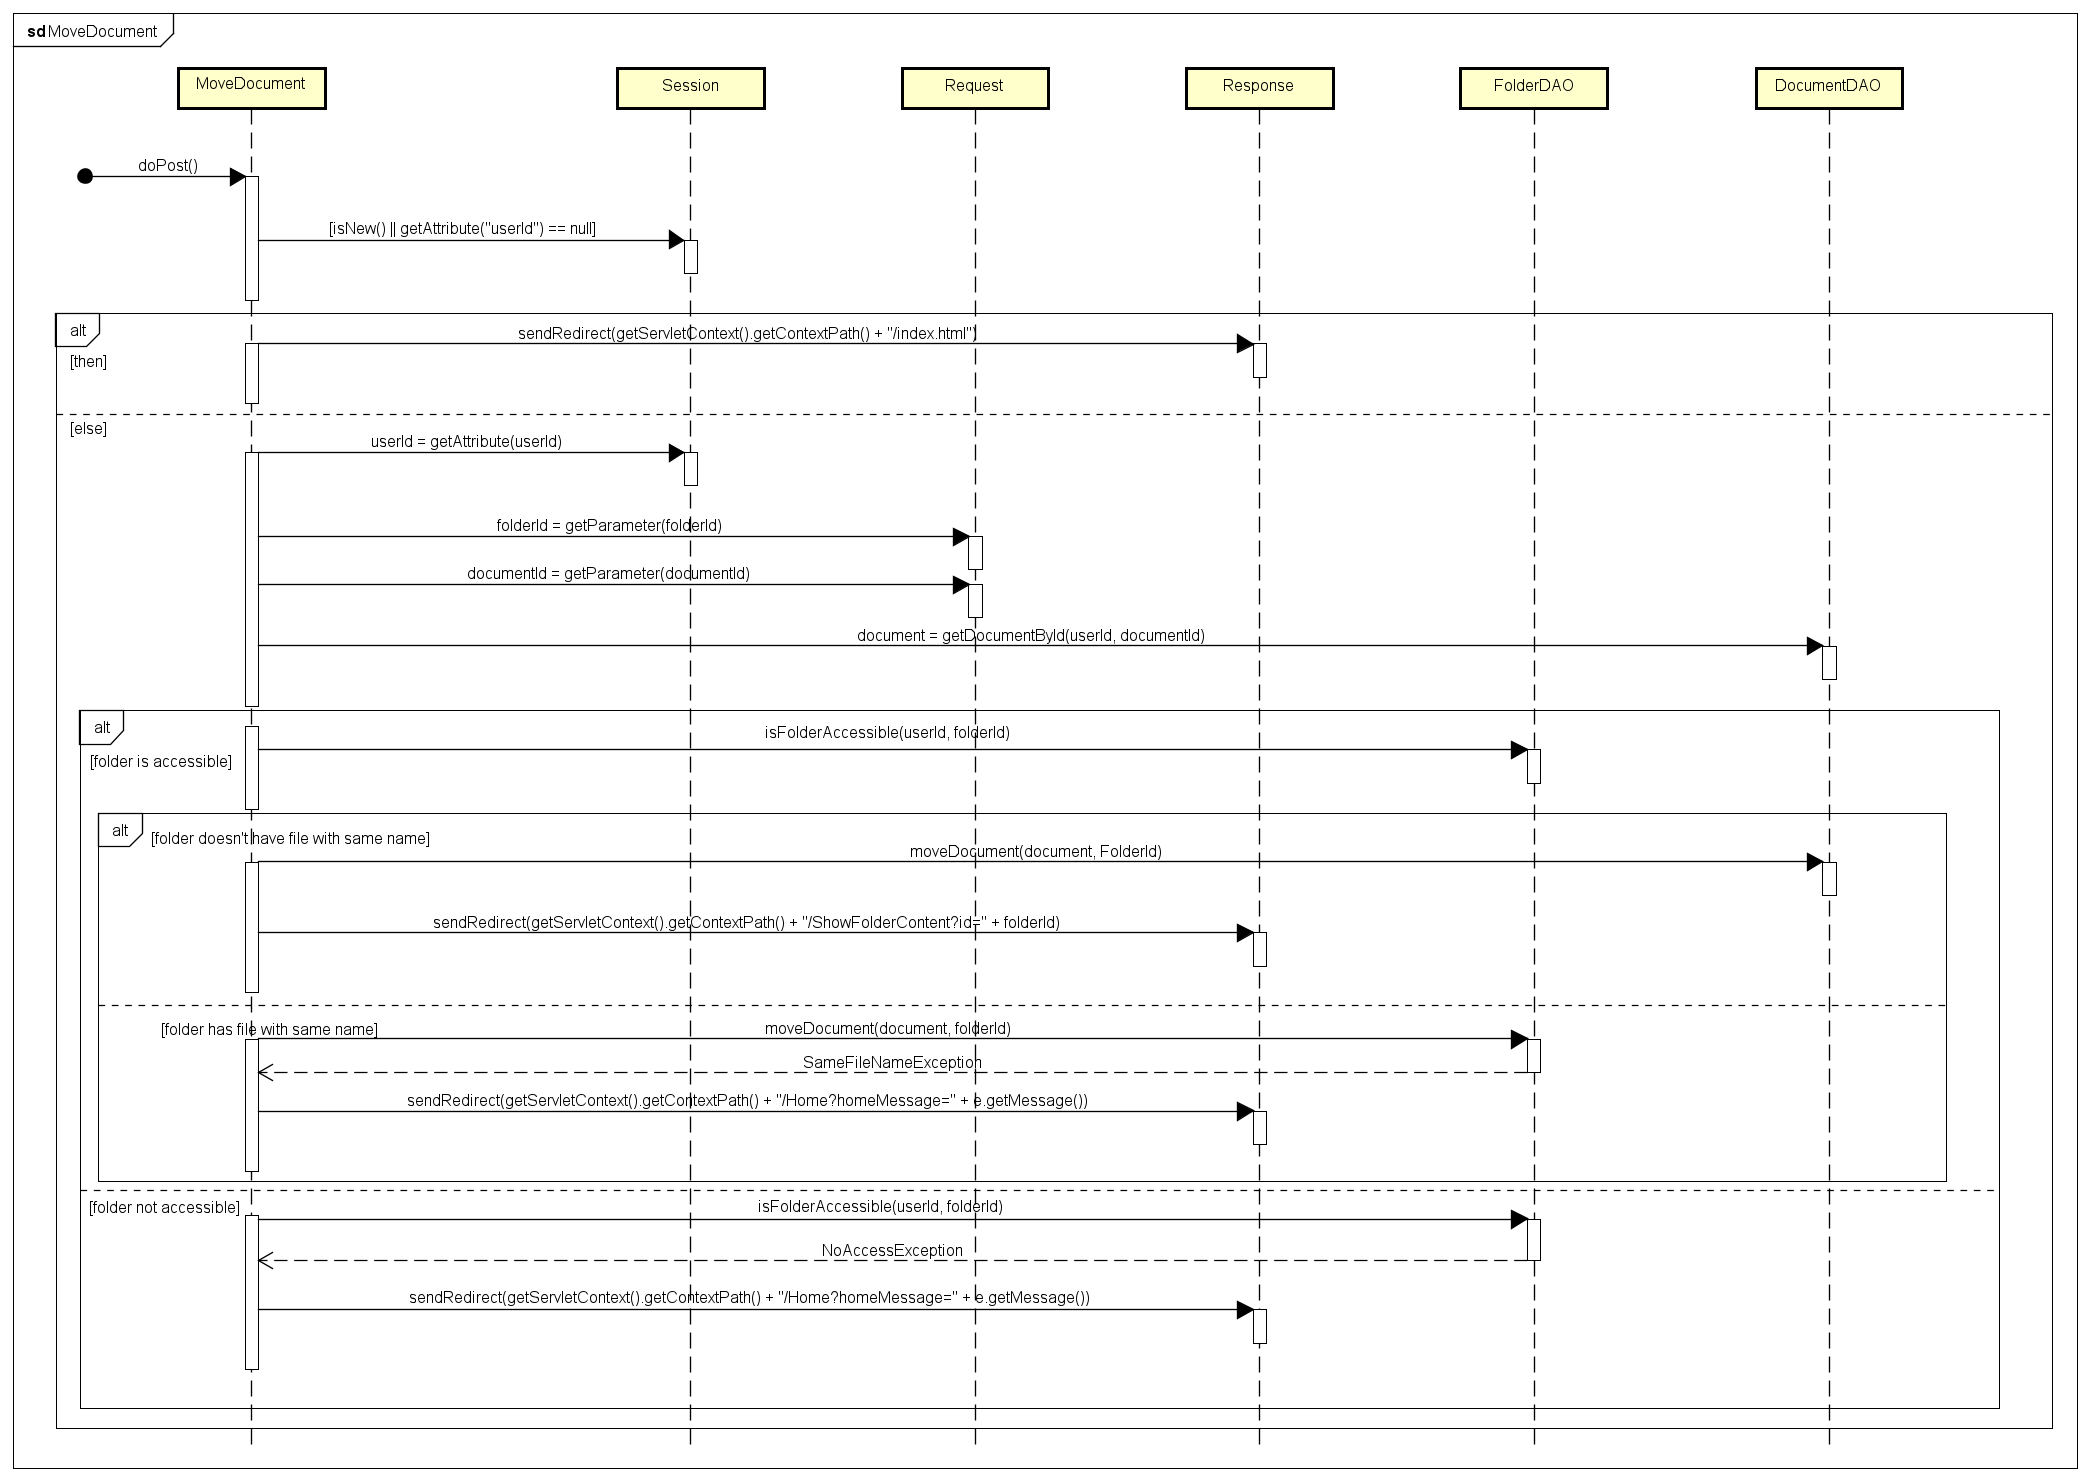 sd MoveDocument
MoveDocument
Session
Request
Response
FolderDAO
DocumentDAO
doPost()
[isNew() || getAttribute("userId") == null]
alt
sendRedirect(getServletContext().getContextPath() + "/index.html")
[then]
[else]
userId = getAttribute(userId)
folderId = getParameter(folderId)
documentId = getParameter(documentId)
document = getDocumentById(userId, documentId)
alt
isFolderAccessible(userId, folderId)
[folder is accessible]
alt
[folder doesn't have file with same name]
moveDocument(document, FolderId)
sendRedirect(getServletContext().getContextPath() + "/ShowFolderContent?id=" + folderId)
[folder has file with same name]
moveDocument(document, folderId)
SameFileNameException
sendRedirect(getServletContext().getContextPath() + "/Home?homeMessage=" + e.getMessage())
[folder not accessible]
isFolderAccessible(userId, folderId)
NoAccessException
sendRedirect(getServletContext().getContextPath() + "/Home?homeMessage=" + e.getMessage())